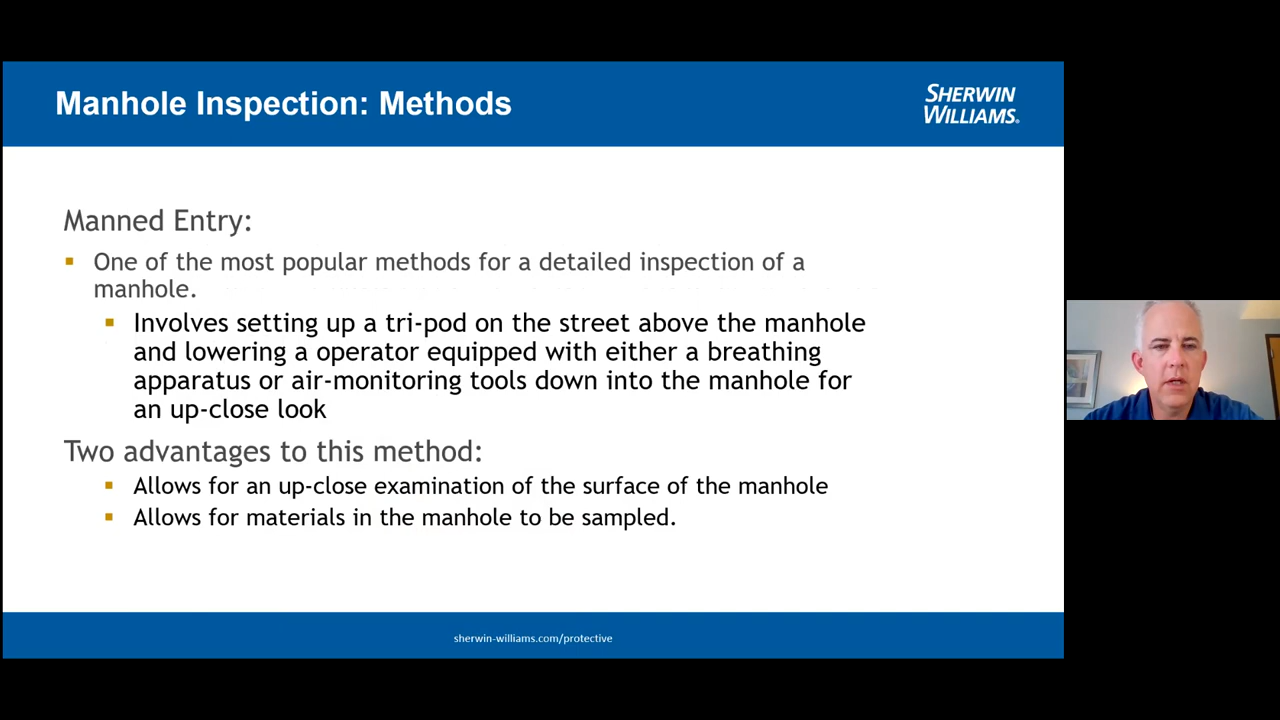 Manhole Inspection: Methods
SHERWIN
WILLIAMS.
Manned Entry:
▪ One of the most popular methods for a detailed inspection of a
manhole.
▪ Involves setting up a tri-pod on the street above the manhole
and lowering a operator equipped with either a breathing
apparatus or air-monitoring tools down into the manhole for
an up-close look
Two advantages to this method:
▪ Allows for an up-close examination of the surface of the manhole
▪ Allows for materials in the manhole to be sampled.
sherwin-williams.com/protective